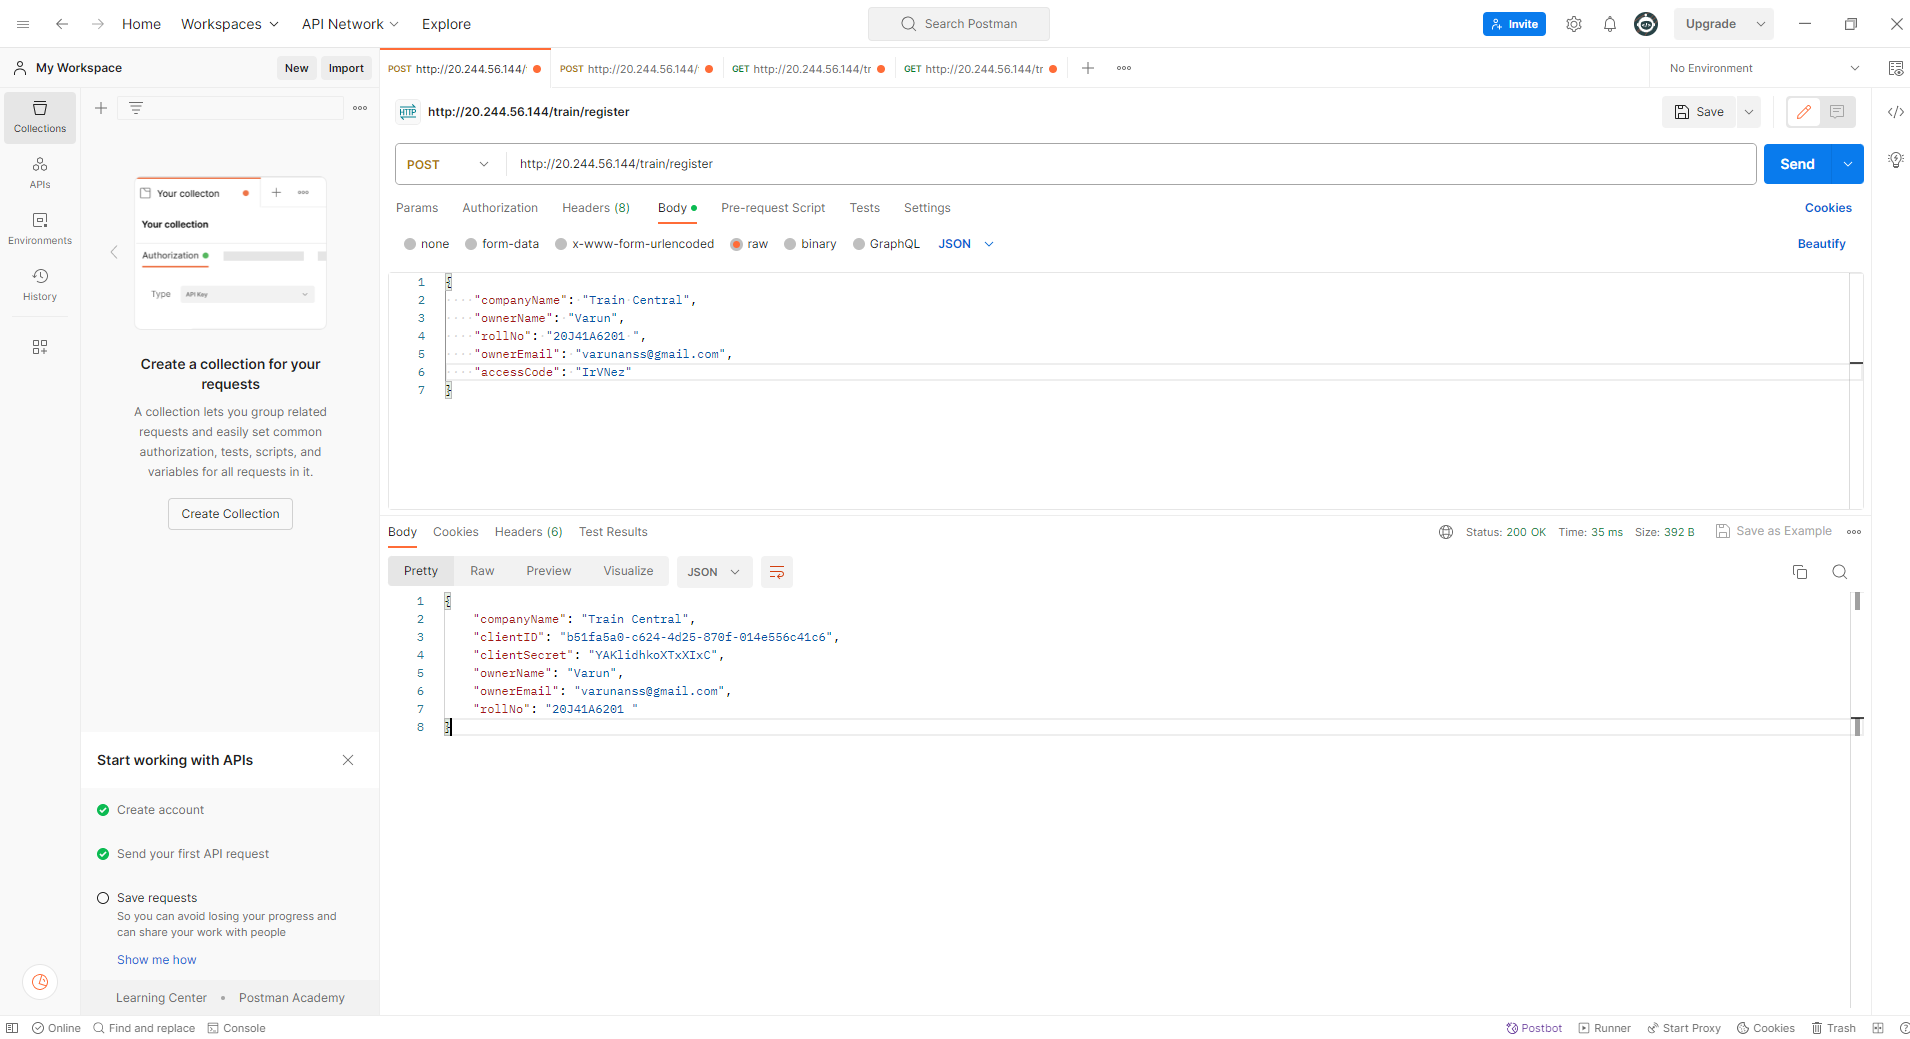 Home Workspaces API Network Explore Search Postman Invite Upgrade
My Workspace New Import
POST http://20.244.56.144/ POST http://20.244.56.144/ GET http://20.244.56.144/tr GET http://20.244.56.144/tr No Environment
Collections
APIs
Environments
History
Your collecton
Your collection
Authorization
Type API Key
Create a collection for your
requests
A collection lets you group related
requests and easily set common
authorization, tests, scripts, and
variables for all requests in it.
Create Collection
Start working with APIs
Create account
Send your first API request
Save requests
So you can avoid losing your progress and
can share your work with people
Show me how
Learning Center • Postman Academy
HTTP http://20.244.56.144/train/register Save
POST http://20.244.56.144/train/register Send
Params Authorization Headers (8) Body Pre-request Script Tests Settings Cookies
none form-data x-www-form-urlencoded raw binary GraphQL JSON Beautify
1 {
2 "companyName": "Train Central",
3 "ownerName": "Varun",
4 "rollNo": "20J41A6201 ",
5 "ownerEmail": "varunanss@gmail.com",
6 "accessCode": "IrVNez"
7 }
Body Cookies Headers (6) Test Results Status: 200 OK Time: 35 ms Size: 392 B Save as Example
Pretty Raw Preview Visualize JSON
1 {
2 "companyName": "Train Central",
3 "clientID": "b51fa5a0-c624-4d25-870f-014e556c41c6",
4 "clientSecret": "YAKlidhkoXTxXIxC",
5 "ownerName": "Varun",
6 "ownerEmail": "varunanss@gmail.com",
7 "rollNo": "20J41A6201 "
8 }
Online Find and replace Console Postbot Runner Start Proxy Cookies Trash